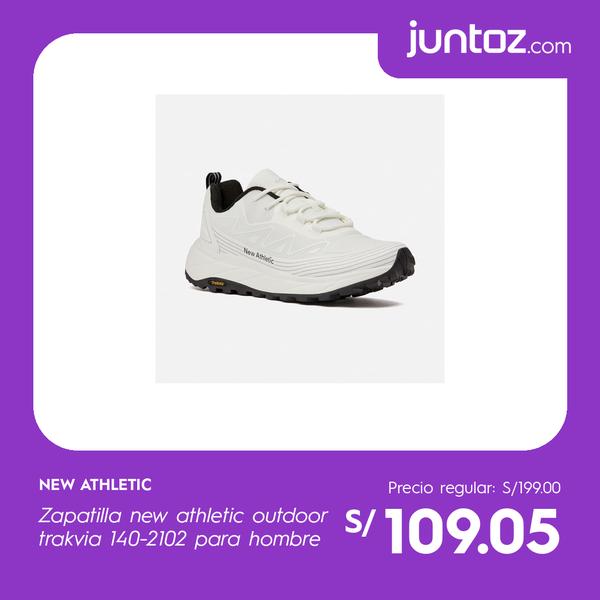 juntoz.com
New Athletic
NEW ATHLETIC
Zapatilla new athletic outdoor
trakvia 140-2102 para hombre
Precio regular: S/199.00
S/ 109.05